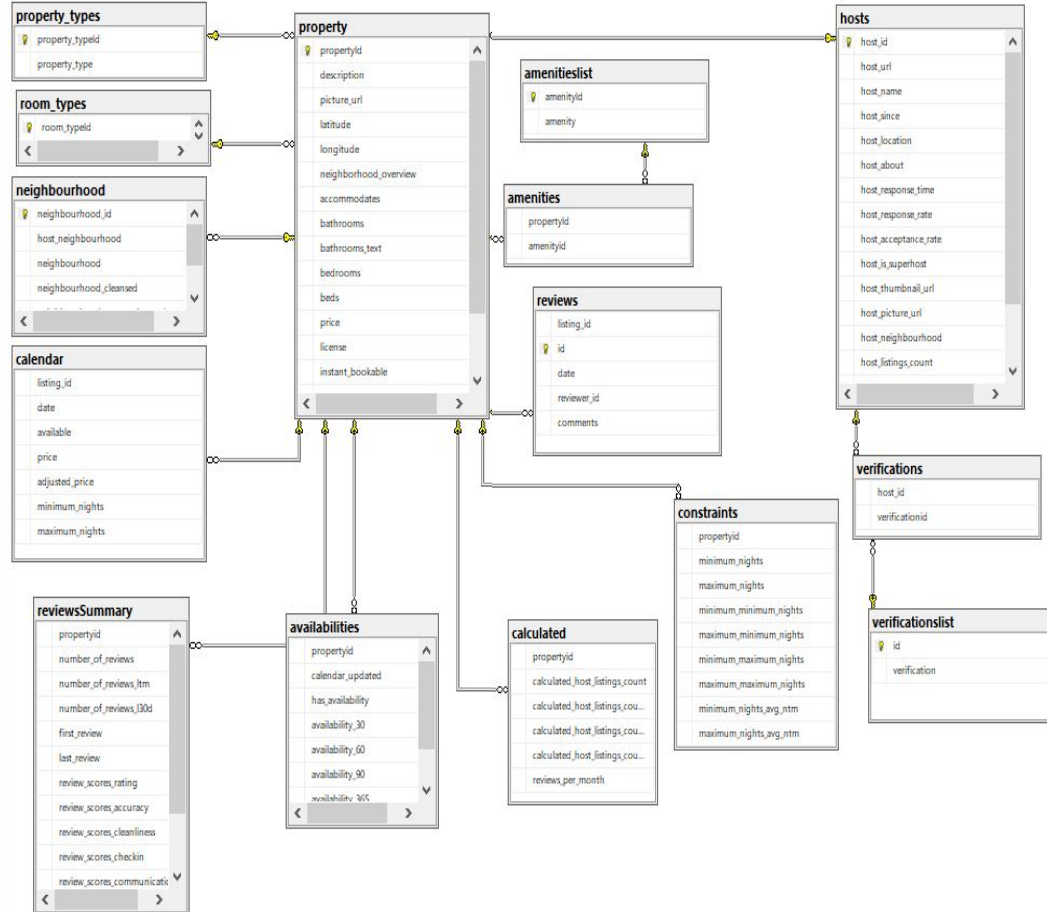 property_types
property_typeId
property_type
room_types
room_typeId
neighbourhood
neighbourhood_id
host_neighbourhood
neighbourhood
neighbourhood_cleansed
calendar
listing_id
date
available
price
adjusted_price
minimum_nights
maximum_nights
reviewsSummary
propertyid
number_of_reviews
number_of_reviews_ltm
number_of_reviews_l30d
first_review
last_review
review_scores_rating
review_scores_accuracy
review_scores_cleanliness
review_scores_checkin
review_scores_communicatic
property
propertyId
description
picture_url
latitude
longitude
neighborhood_overview
accommodates
bathrooms
bathrooms_text
bedrooms
beds
price
license
instant_bookable
availabilities
propertyid
calendar_updated
has_availability
availability_30
availability_60
availability_90
availability_365
amenitieslist
amenityId
amenity
amenities
propertyId
amenityid
reviews
listing_id
id
date
reviewer_id
comments
calculated
propertyid
calculated_host_listings_count
calculated_host_listings_cou...
calculated_host_listings_cou...
calculated_host_listings_cou...
reviews_per_month
constraints
propertyid
minimum_nights
maximum_nights
minimum_minimum_nights
maximum_minimum_nights
minimum_maximum_nights
maximum_maximum_nights
minimum_nights_avg_ntm
maximum_nights_avg_ntm
hosts
host_id
host_url
host_name
host_since
host_location
host_about
host_response_time
host_response_rate
host_acceptance_rate
host_is_superhost
host_thumbnail_url
host_picture_url
host_neighbourhood
host_listings_count
verifications
host_id
verificationid
verificationslist
id
verification